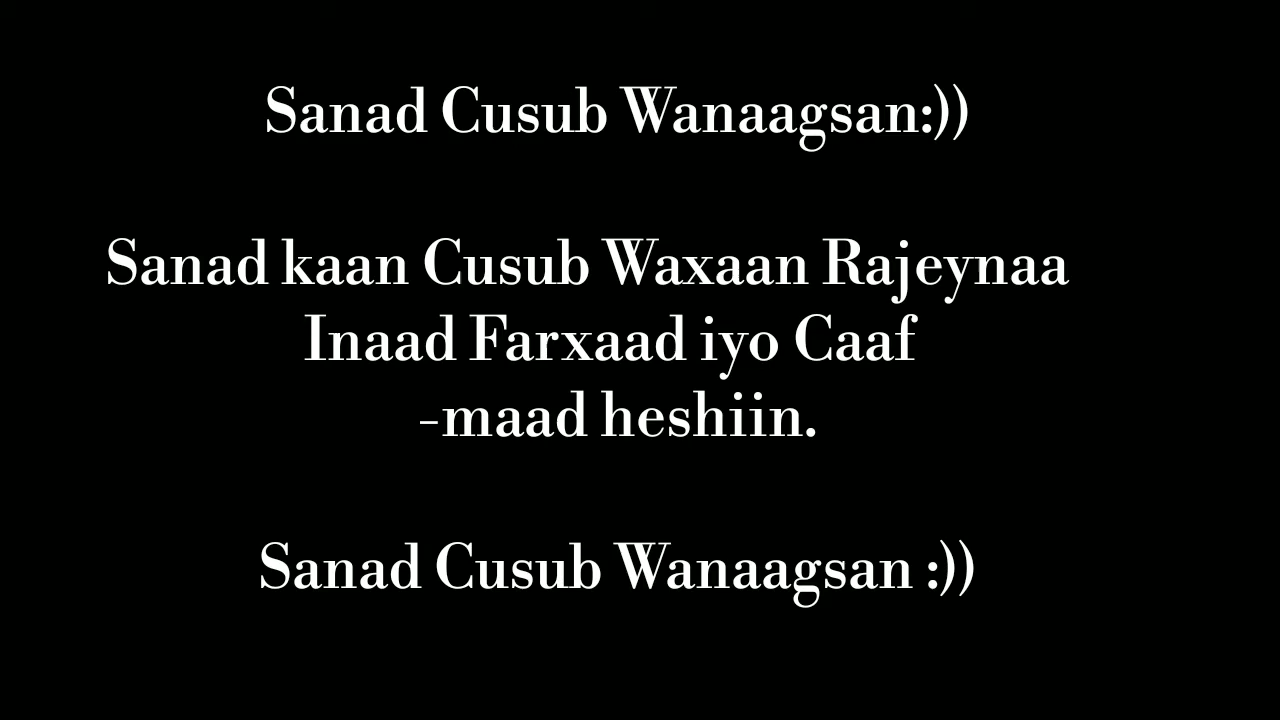 Sanad Cusub Wanaagsan:))
Sanad kaan Cusub Waxaan Rajeynaa
Inaad Farxaad iyo Caaf
-maad heshiin.
Sanad Cusub Wanaagsan :))